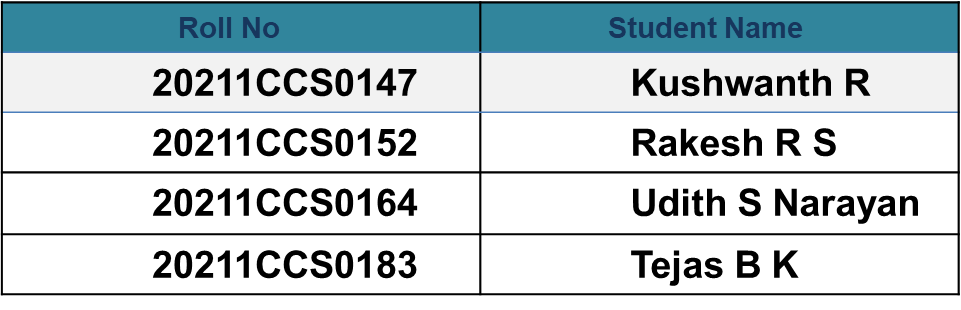 Roll No Student Name
20211CCS0147 Kushwanth R
20211CCS0152 Rakesh R S
20211CCS0164 Udith S Narayan
20211CCS0183 Tejas B K